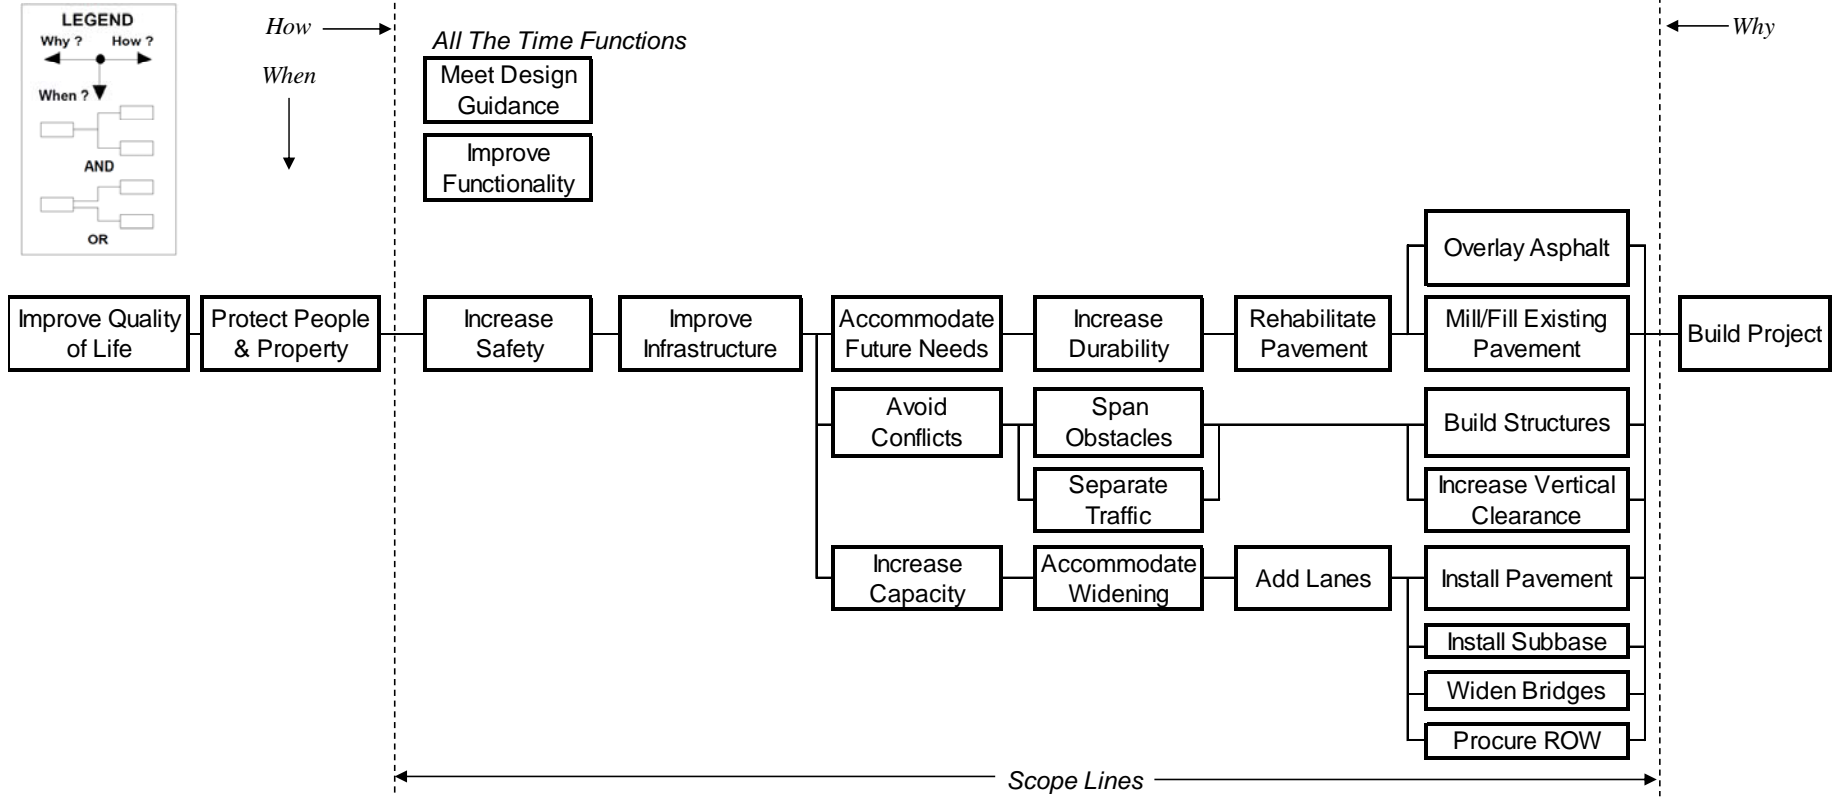 LEGEND
Why ? How ?
When ?
AND
OR
How
When
Why
All The Time Functions
Meet Design
Guidance
Improve
Functionality
Improve Quality
of Life
Protect People
& Property
Increase
Safety
Improve
Infrastructure
Accommodate
Future Needs
Increase
Durability
Rehabilitate
Pavement
Overlay Asphalt
Mill/Fill Existing
Pavement
Build Project
Avoid
Conflicts
Span
Obstacles
Build Structures
Separate
Traffic
Increase Vertical
Clearance
Increase
Capacity
Accommodate
Widening
Add Lanes
Install Pavement
Install Subbase
Widen Bridges
Procure ROW
Scope Lines